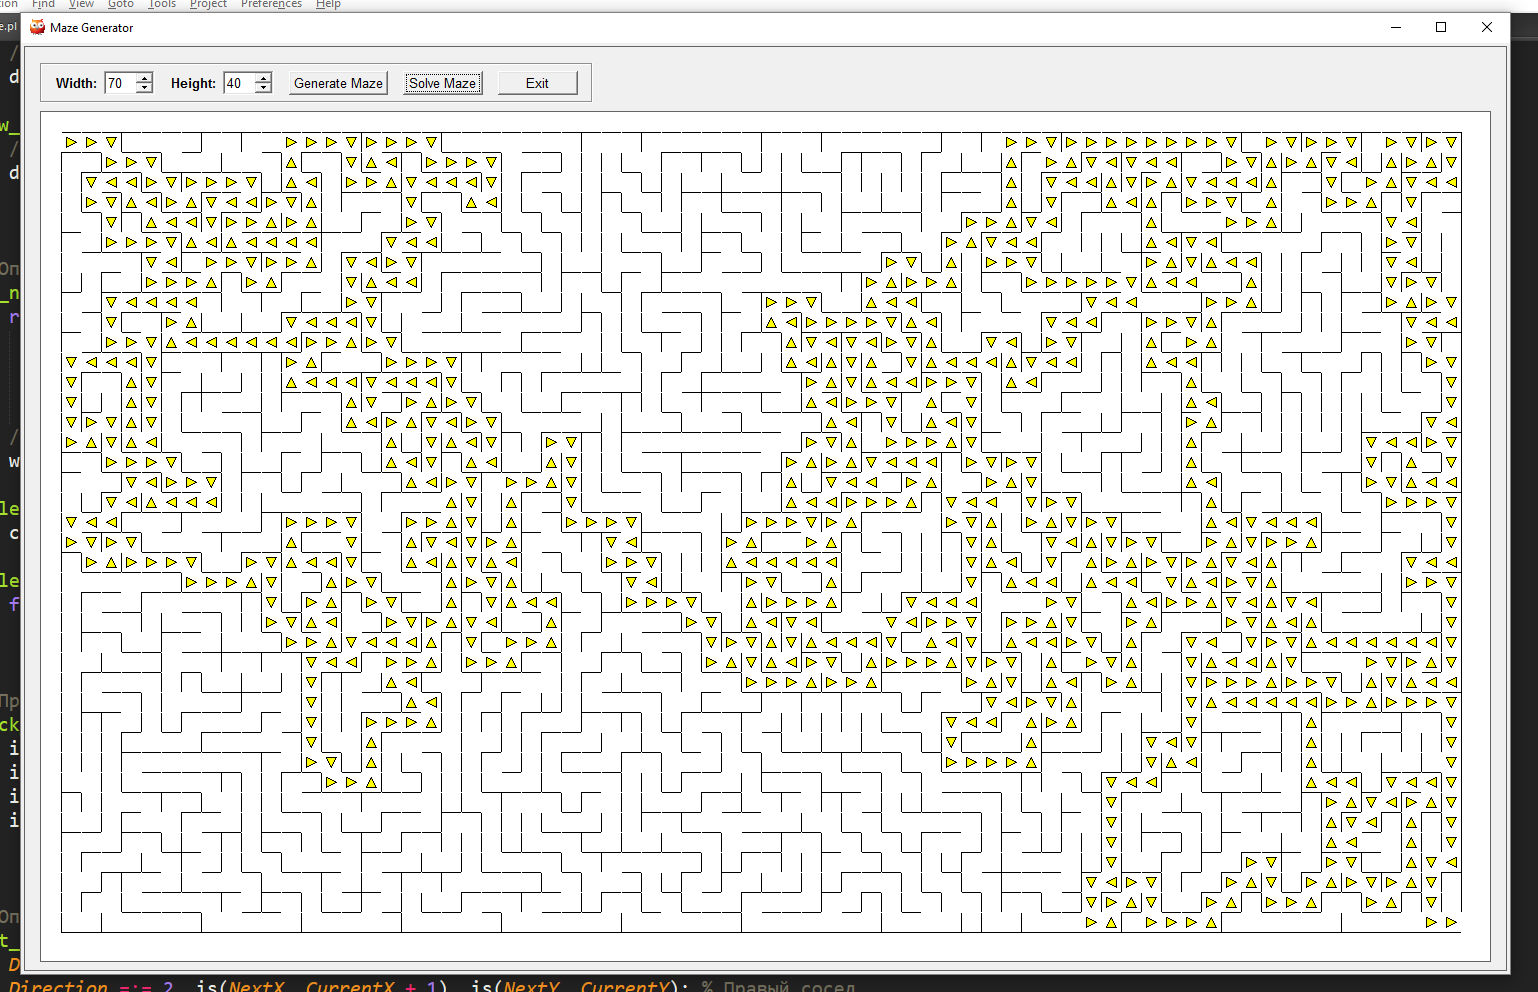 Find View Goto Tools Project Preferences Help
e.pl
Maze Generator
Width: 70 Height: 40 Generate Maze Solve Maze Exit
Direction =:= 2, is(NextX, CurrentX + 1), is(NextY, CurrentY); % Правый сосед